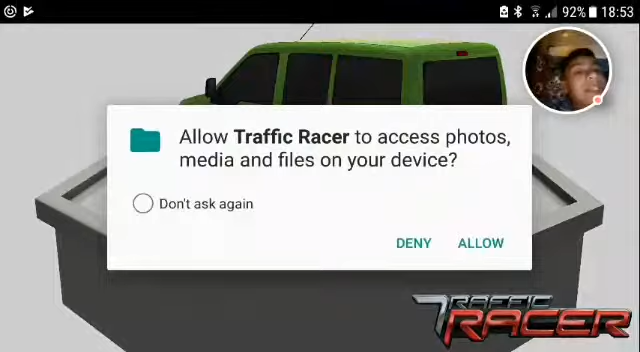 92% 18:53
Allow Traffic Racer to access photos,
media and files on your device?
Don't ask again
DENY ALLOW
TRAFFIC
RACER